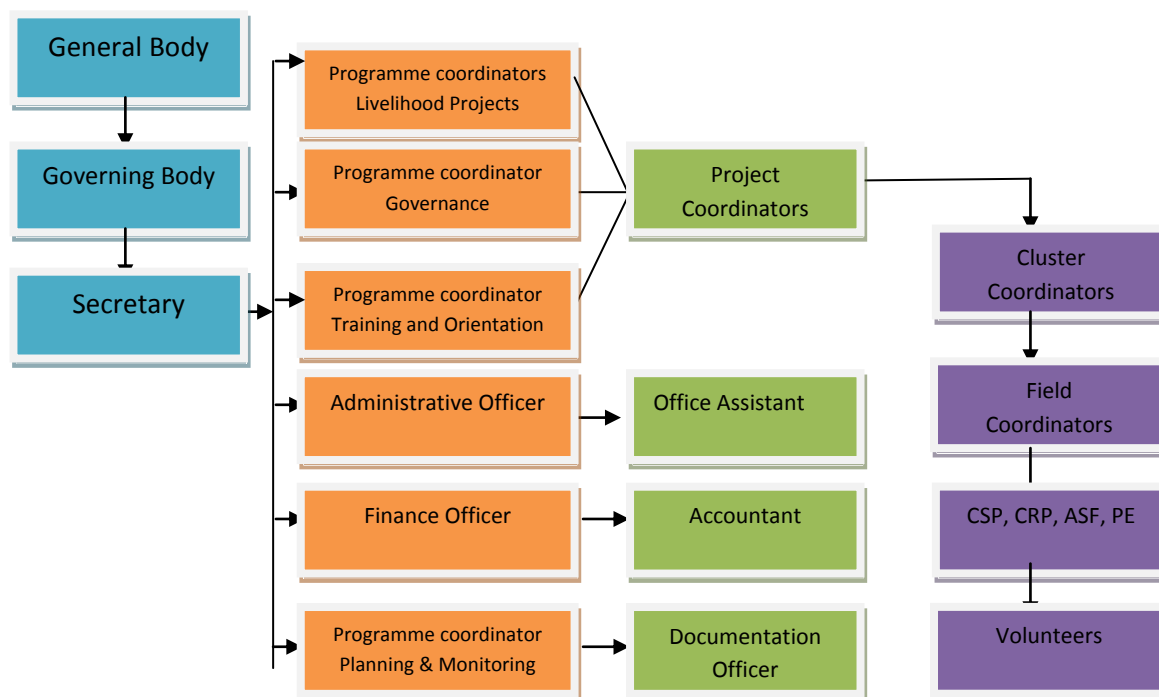 General Body
Governing Body
Secretary
Programme coordinators
Livelihood Projects
Programme coordinator
Governance
Programme coordinator
Training and Orientation
Administrative Officer
Finance Officer
Programme coordinator
Planning & Monitoring
Project
Coordinators
Office Assistant
Accountant
Documentation
Officer
Cluster
Coordinators
Field
Coordinators
CSP, CRP, ASF, PE
Volunteers